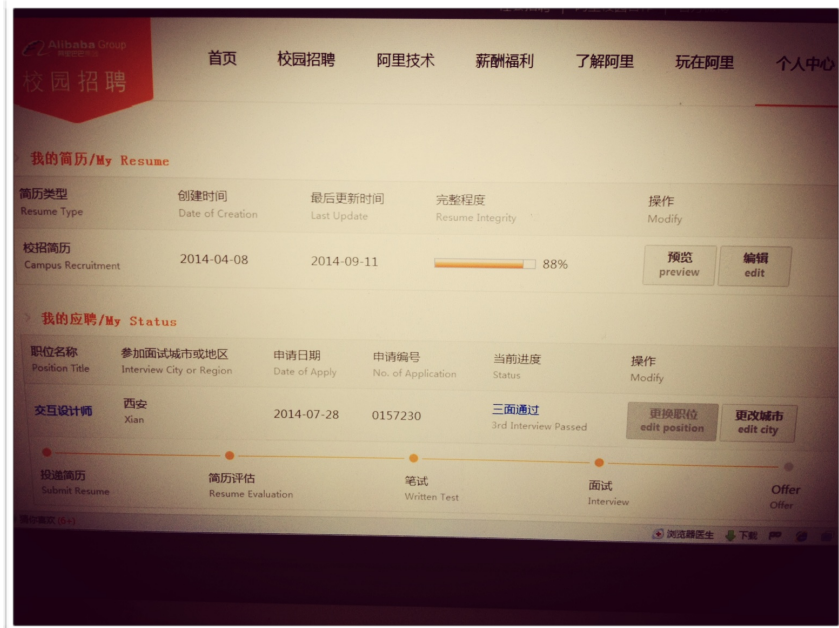 Alibaba Group
校园招聘
首页 校园招聘 阿里技术 薪酬福利 了解阿里 玩在阿里 个人中心
我的简历/My Resume
简历类型 创建时间 最后更新时间 完整程度 操作
Resume Type Date of Creation Last Update Resume Integrity Modify
校招简历 2014-04-08 2014-09-11 88% 预览 编辑
Campus Recruitment preview edit
我的应聘/My Status
职位名称 参加面试城市或地区 申请日期 申请编号 当前进度 操作
Position Title Interview City or Region Date of Apply No. of Application Status Modify
交互设计师 西安 2014-07-28 0157230 三面通过 更换职位 更改城市
Xian 3rd Interview Passed edit position edit city
投递简历 简历评估 笔试 面试 Offer
Submit Resume Resume Evaluation Written Test Interview Offer
浏览器医生 下载